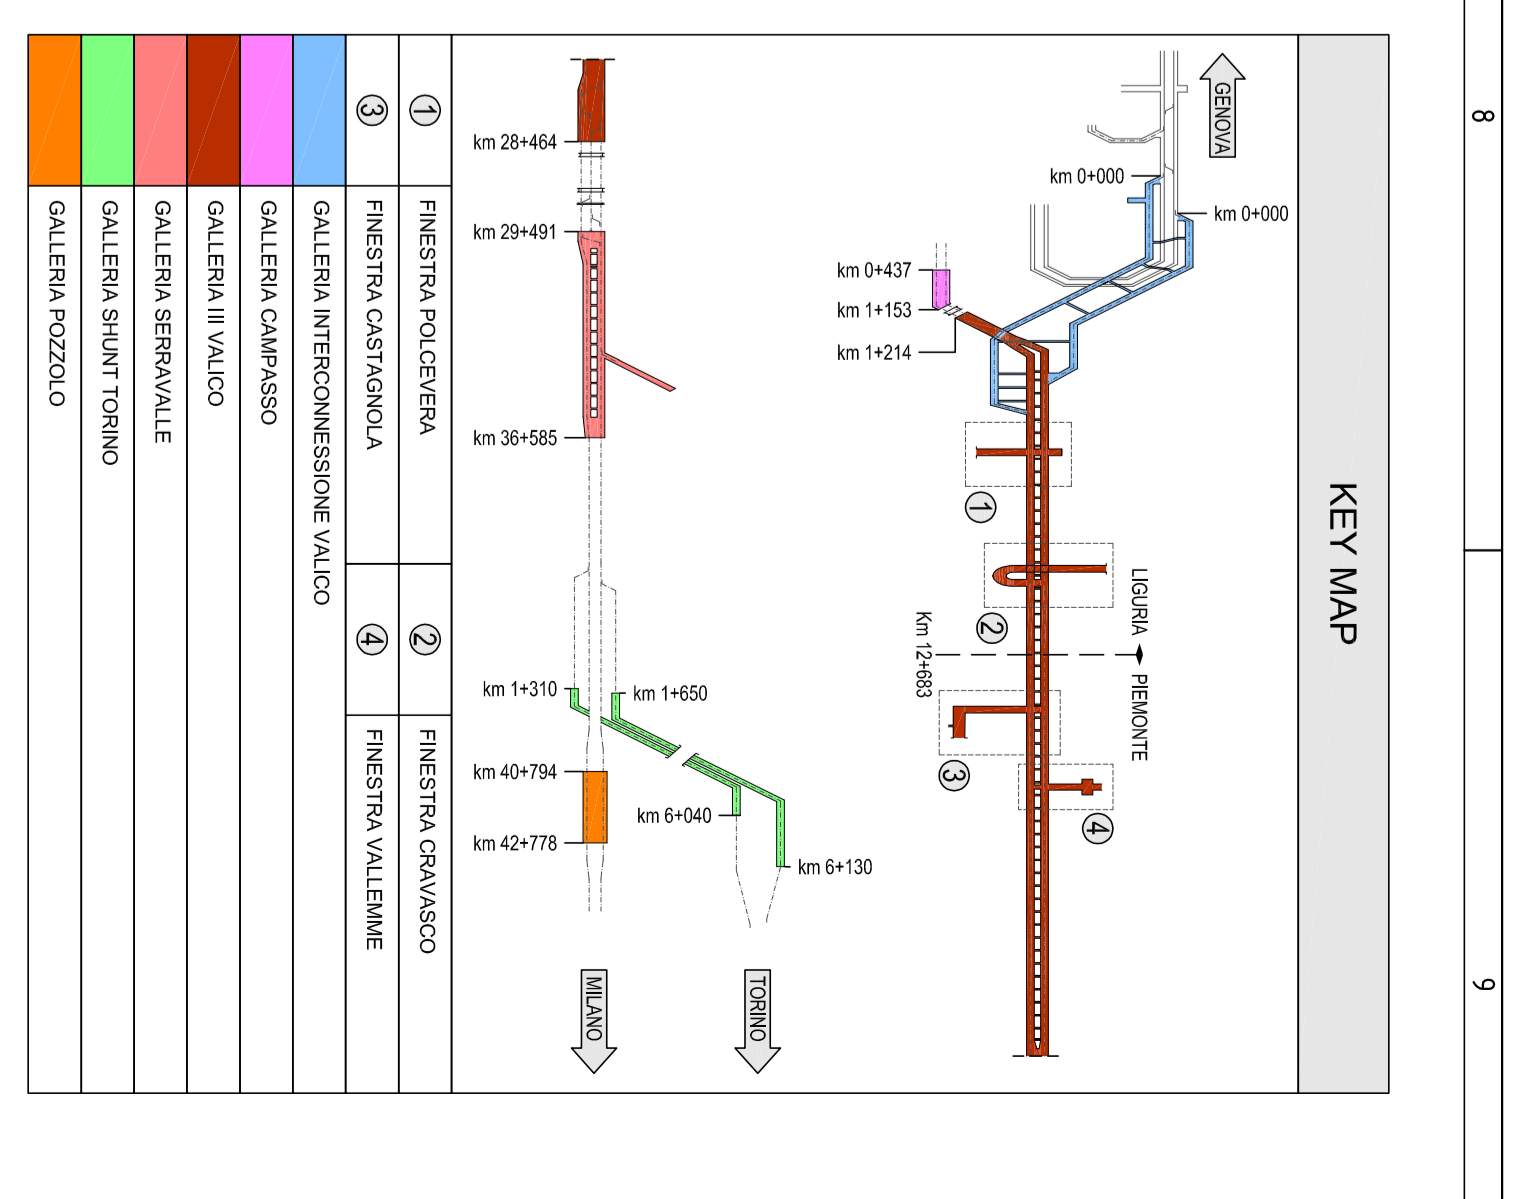 8
9
KEY MAP
GENOVA
km 0+000
km 0+000
km 0+437
km 1+153
km 1+214
1
2
LIGURIA
PIEMONTE
Km 12+683
3
4
km 28+464
km 29+491
km 36+585
km 1+310
km 1+650
km 40+794
km 42+778
km 6+040
km 6+130
MILANO
TORINO
1 FINESTRA POLCEVERA
2 FINESTRA CRAVASCO
3 FINESTRA CASTAGNOLA
4 FINESTRA VALLEMME
GALLERIA INTERCONNESSIONE VALICO
GALLERIA CAMPASSO
GALLERIA III VALICO
GALLERIA SERRAVALLE
GALLERIA SHUNT TORINO
GALLERIA POZZOLO